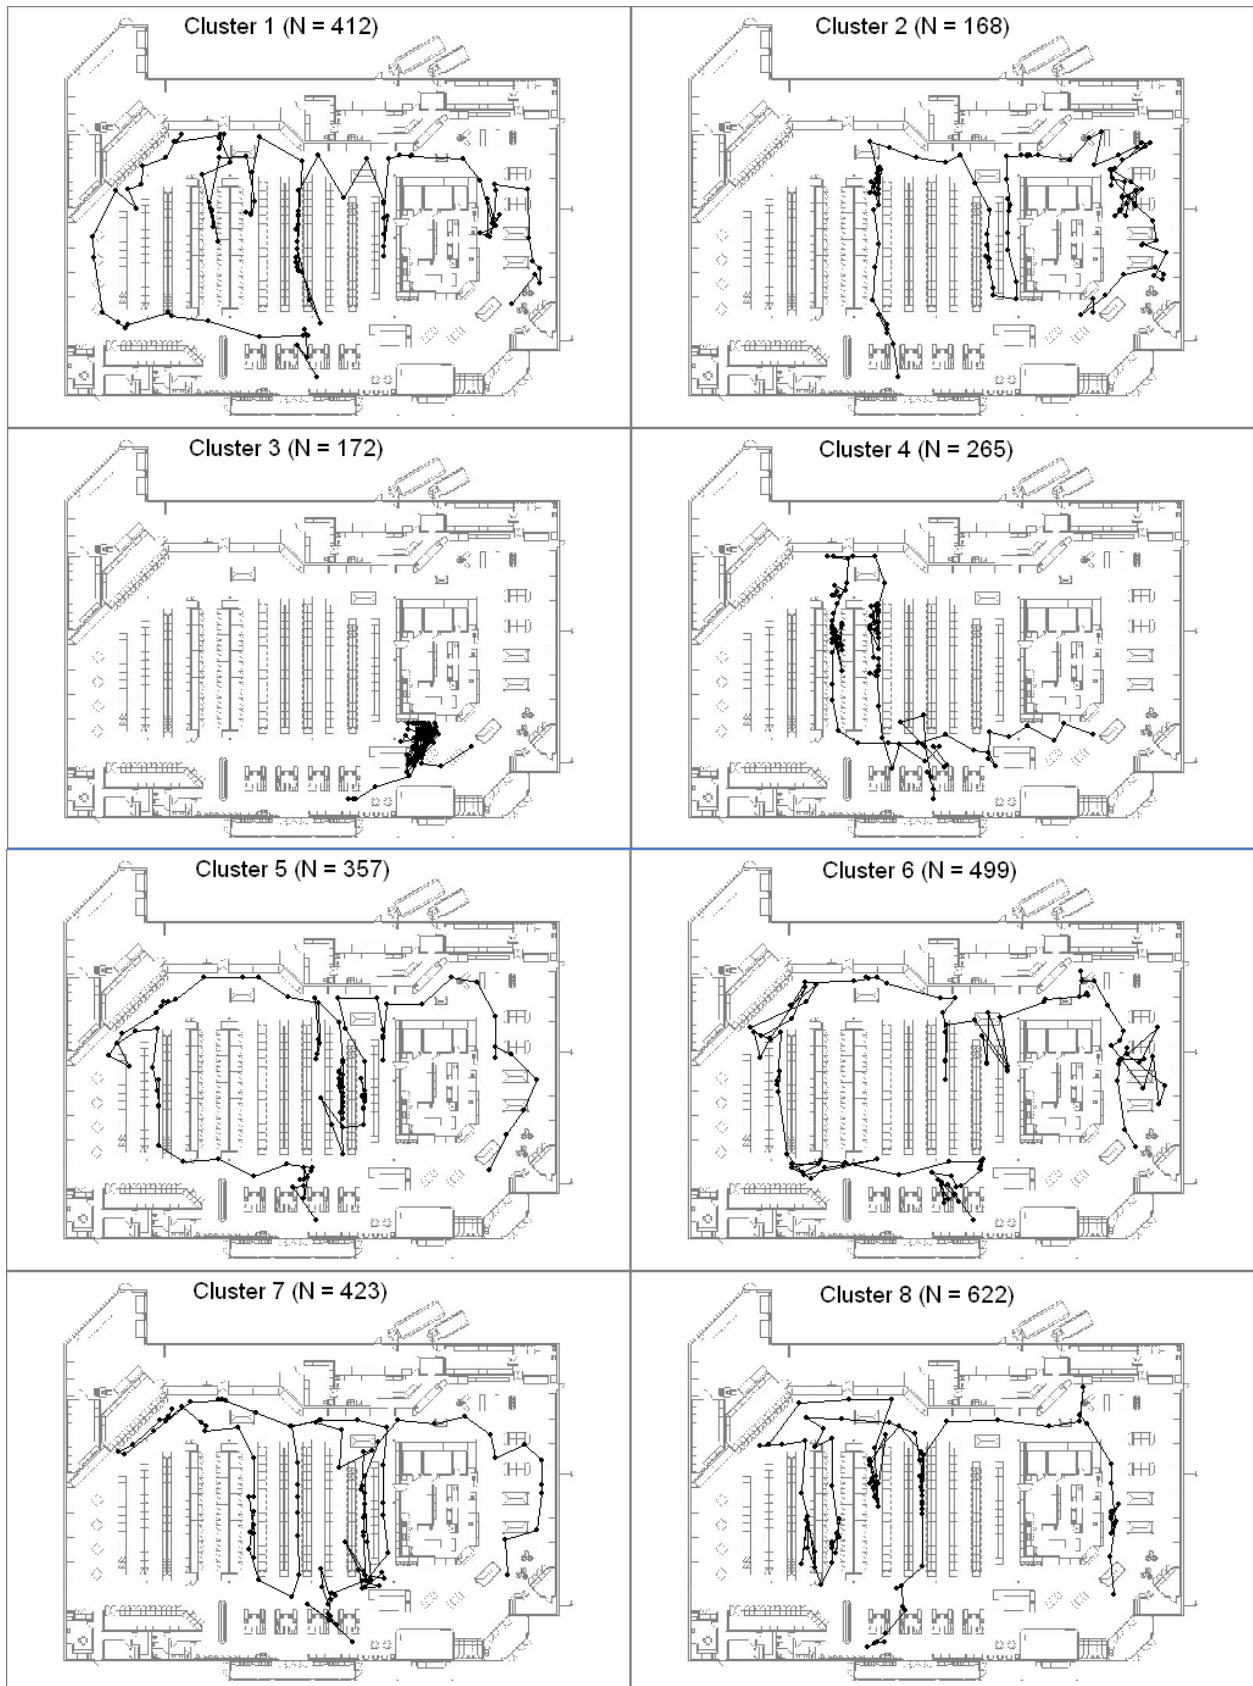 Cluster 1 (N = 412)
Cluster 2 (N = 168)
Cluster 3 (N = 172)
Cluster 4 (N = 265)
Cluster 5 (N = 357)
Cluster 6 (N = 499)
Cluster 7 (N = 423)
Cluster 8 (N = 622)